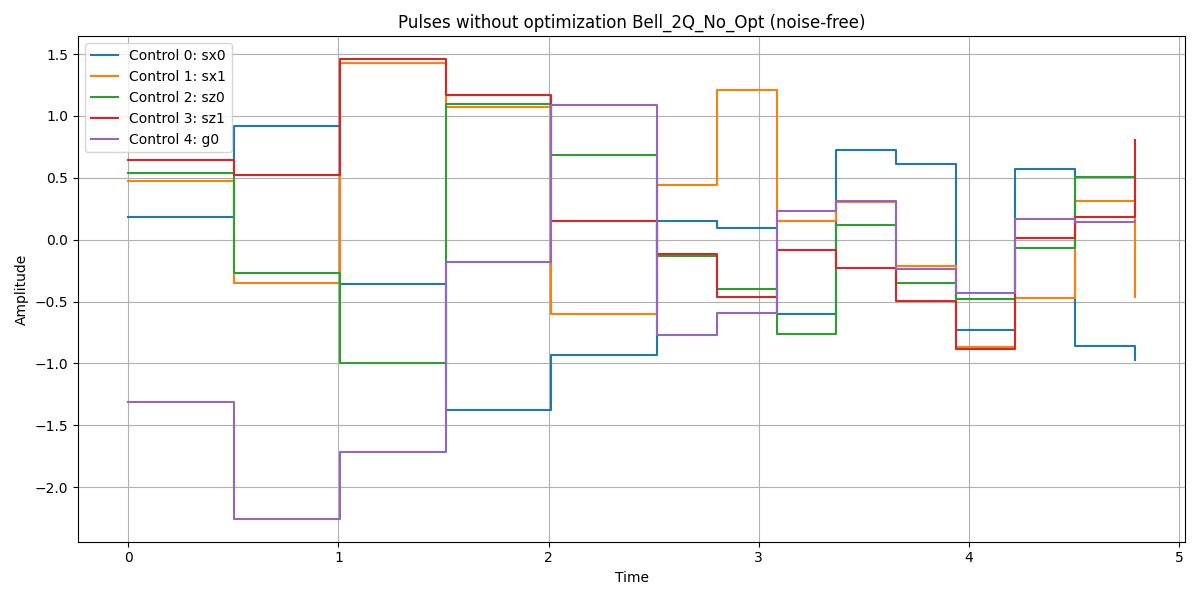 Pulses without optimization Bell_2Q_No_Opt (noise-free)
Control 0: sx0
Control 1: sx1
Control 2: sz0
Control 3: sz1
Control 4: g0
Amplitude
1.5
1.0
0.5
0.0
−0.5
−1.0
−1.5
−2.0
0 1 2 3 4 5
Time